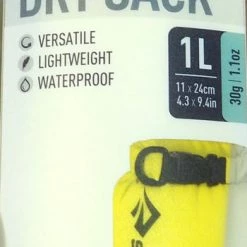 DRY SACK
VERSATILE
LIGHTWEIGHT
WATERPROOF
1L
11 x 24cm
4.3 x 9.4in
30g | 1.1oz
S